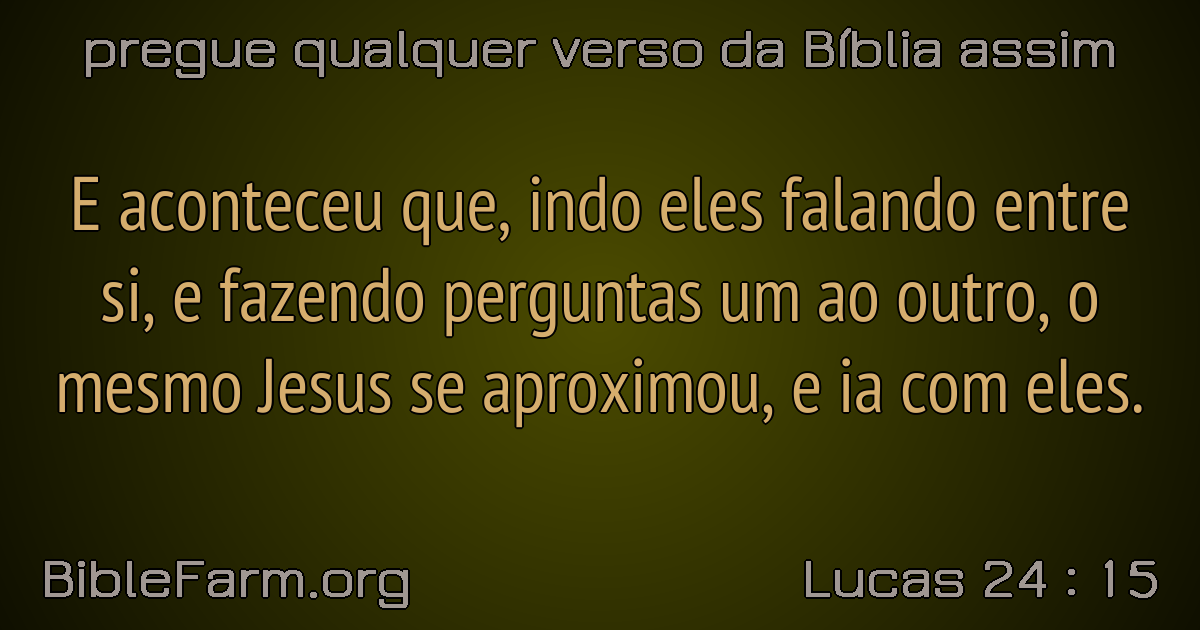 pregue qualquer verso da Bíblia assim
E aconteceu que, indo eles falando entre
si, e fazendo perguntas um ao outro, o
mesmo Jesus se aproximou, e ia com eles.
BibleFarm.org
Lucas 24 : 15